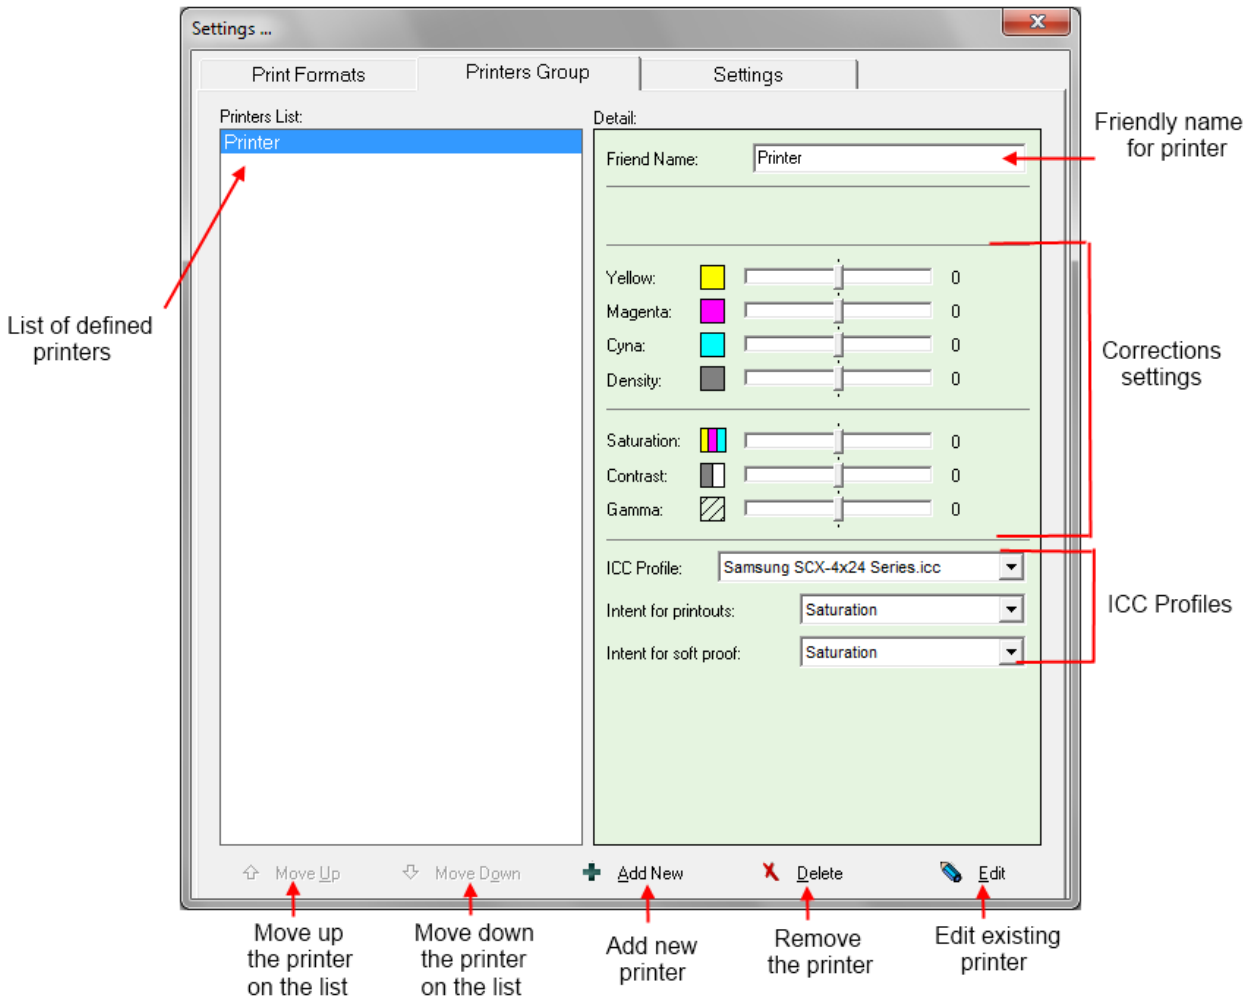 Settings ...
X
Print Formats
Printers Group
Settings
Printers List:
Printer
Detail:
Friend Name:
Printer
Friendly name
for printer
Yellow:
0
Magenta:
0
Cyna:
0
Density:
0
List of defined
printers
Corrections
settings
Saturation:
0
Contrast:
0
Gamma:
0
ICC Profile:
Samsung SCX-4x24 Series.icc
Intent for printouts:
Saturation
Intent for soft proof:
Saturation
ICC Profiles
Move Up
Move Down
Add New
Delete
Edit
Move up
the printer
on the list
Move down
the printer
on the list
Add new
printer
Remove
the printer
Edit existing
printer